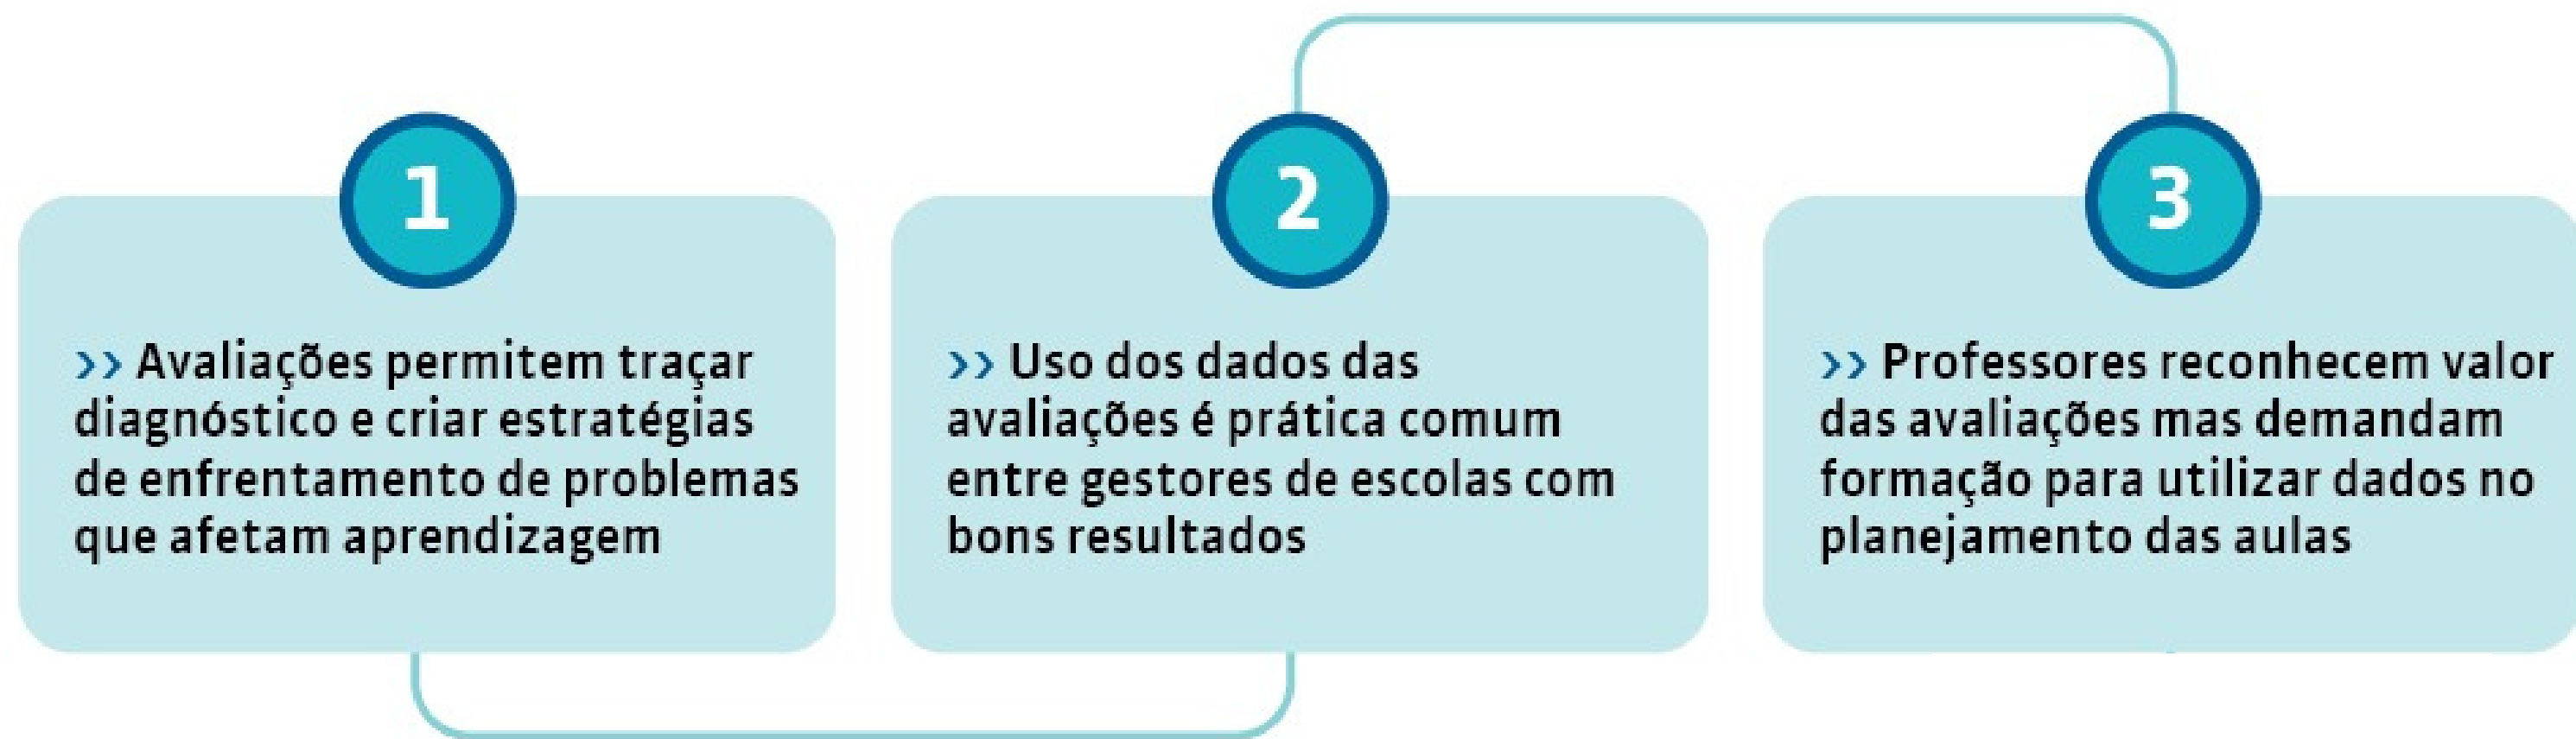 1
>> Avaliações permitem traçar
diagnóstico e criar estratégias
de enfrentamento de problemas
que afetam aprendizagem
2
>> Uso dos dados das
avaliações é prática comum
entre gestores de escolas com
bons resultados
3
>> Professores reconhecem valor
das avaliações mas demandam
formação para utilizar dados no
planejamento das aulas